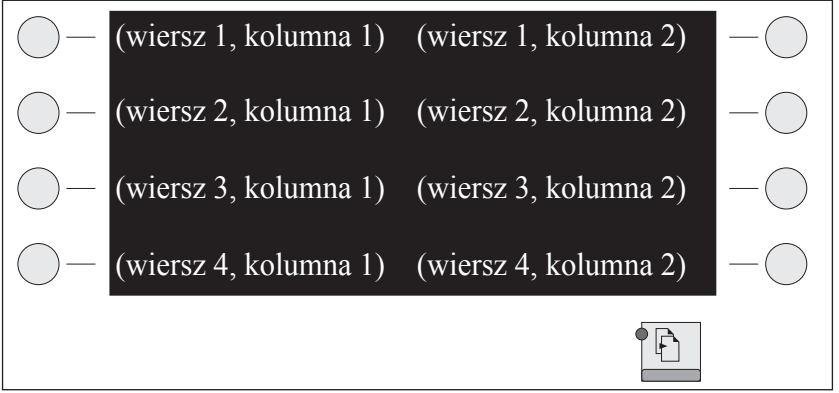 (wiersz 1, kolumna 1) (wiersz 1, kolumna 2)
(wiersz 2, kolumna 1) (wiersz 2, kolumna 2)
(wiersz 3, kolumna 1) (wiersz 3, kolumna 2)
(wiersz 4, kolumna 1) (wiersz 4, kolumna 2)